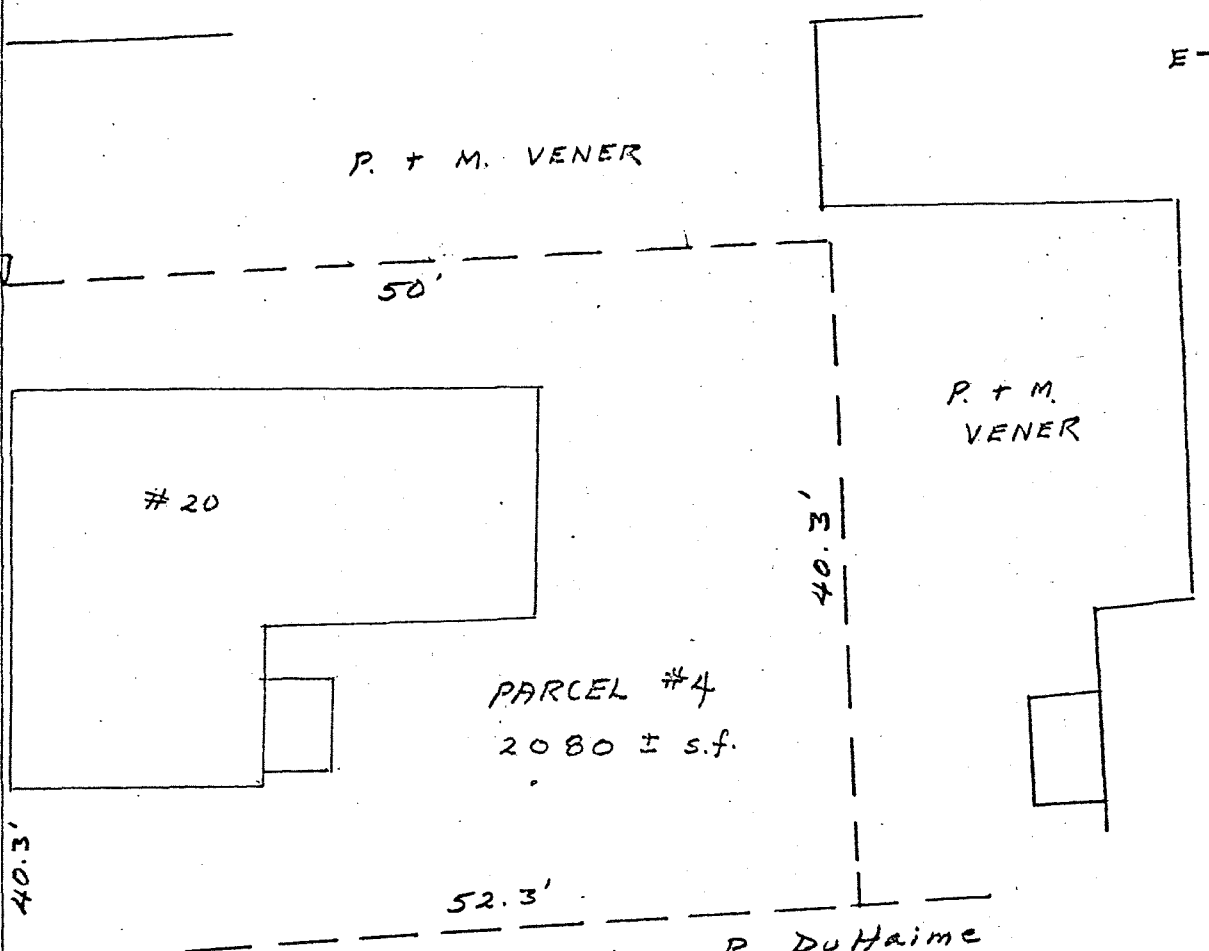 E-
P. + M. VENER
50'
P. + M.
VENER
# 20
40.3'
PARCEL #4
2080 ± s.f.
40.3'
52.3'
P. DuHaime